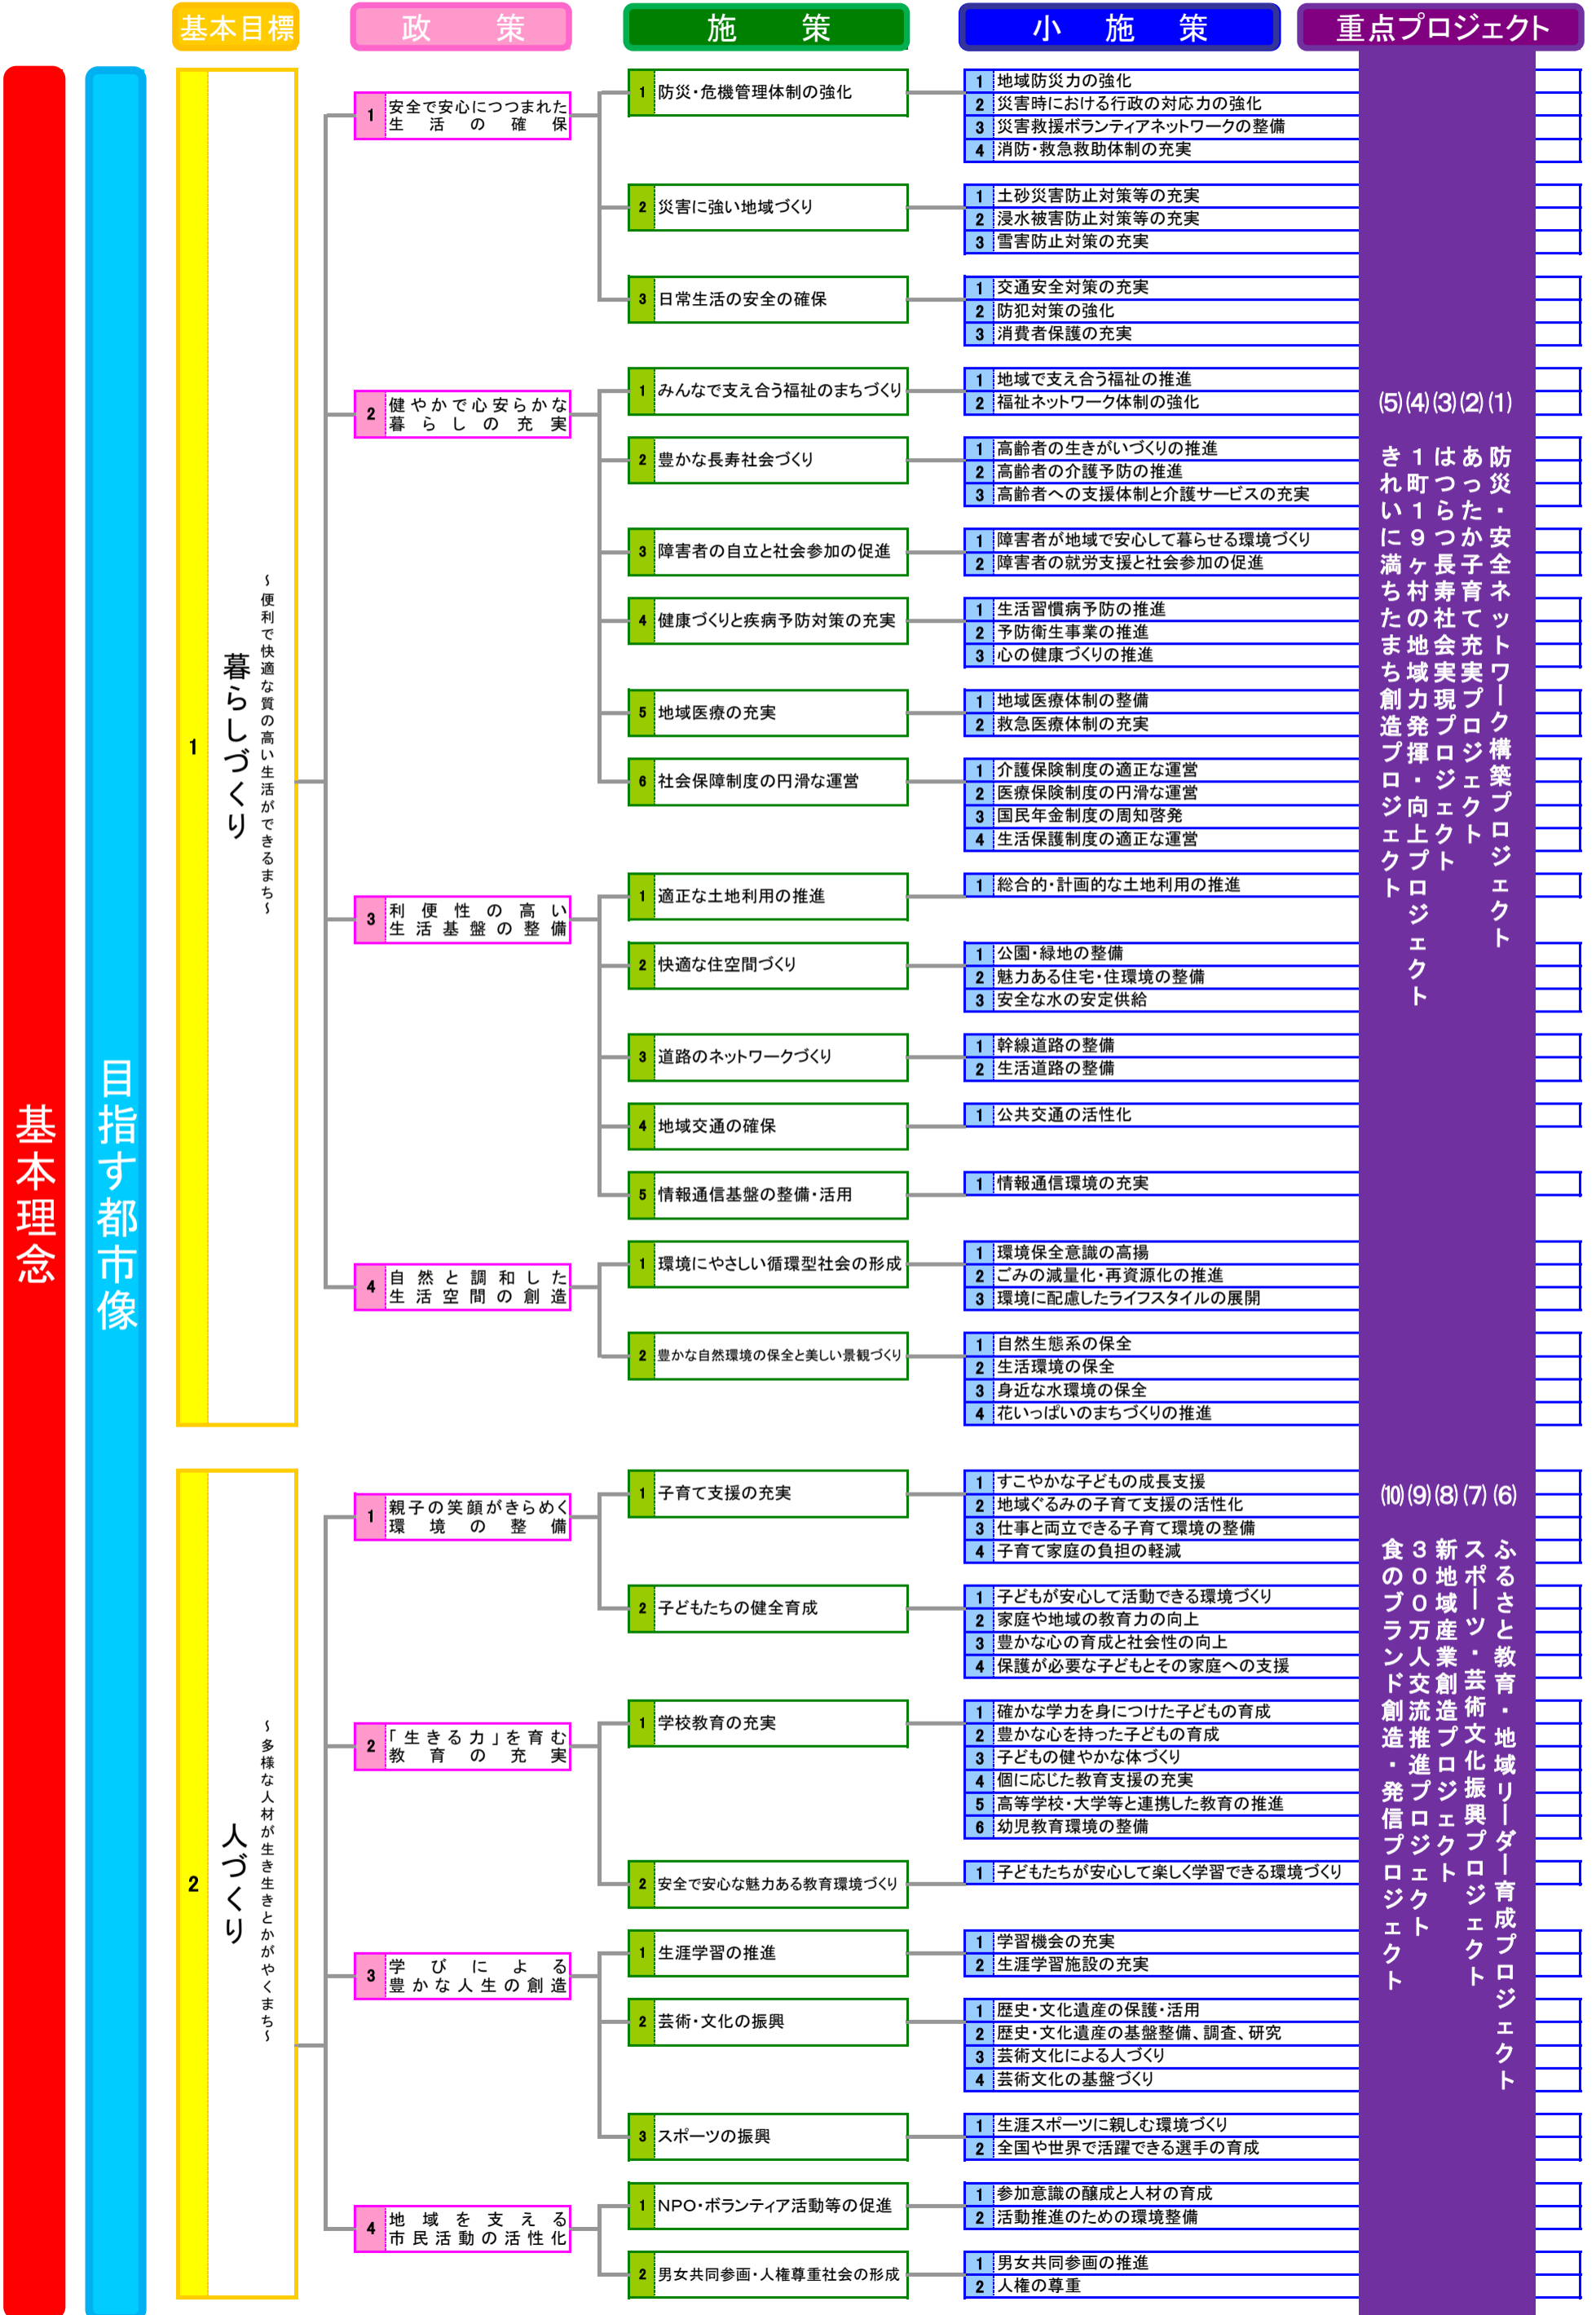 基本目標
政策
施策
小施策
重点プロジェクト
基本理念
目指す都市像
1
暮らしづくり
～便利で快適な質の高い生活ができるまち～
1 安全で安心につつまれた
生活の確保
1 防災・危機管理体制の強化
1 地域防災力の強化
2 災害時における行政の対応力の強化
3 災害救援ボランティアネットワークの整備
4 消防・救急救助体制の充実
2 災害に強い地域づくり
1 土砂災害防止対策等の充実
2 浸水被害防止対策等の充実
3 雪害防止対策の充実
3 日常生活の安全の確保
1 交通安全対策の充実
2 防犯対策の強化
3 消費者保護の充実
2 健やかで心安らかな
暮らしの充実
1 みんなで支え合う福祉のまちづくり
1 地域で支え合う福祉の推進
2 福祉ネットワーク体制の強化
2 豊かな長寿社会づくり
1 高齢者の生きがいづくりの推進
2 高齢者の介護予防の推進
3 高齢者への支援体制と介護サービスの充実
3 障害者の自立と社会参加の促進
1 障害者が地域で安心して暮らせる環境づくり
2 障害者の就労支援と社会参加の促進
4 健康づくりと疾病予防対策の充実
1 生活習慣病予防の推進
2 予防衛生事業の推進
3 心の健康づくりの推進
5 地域医療の充実
1 地域医療体制の整備
2 救急医療体制の充実
6 社会保障制度の円滑な運営
1 介護保険制度の適正な運営
2 医療保険制度の円滑な運営
3 国民年金制度の周知啓発
4 生活保護制度の適正な運営
3 利便性の高い
生活基盤の整備
1 適正な土地利用の推進
1 総合的・計画的な土地利用の推進
2 快適な住空間づくり
1 公園・緑地の整備
2 魅力ある住宅・住環境の整備
3 安全な水の安定供給
3 道路のネットワークづくり
1 幹線道路の整備
2 生活道路の整備
4 地域交通の確保
1 公共交通の活性化
5 情報通信基盤の整備・活用
1 情報通信環境の充実
4 自然と調和した
生活空間の創造
1 環境にやさしい循環型社会の形成
1 環境保全意識の高揚
2 ごみの減量化・再資源化の推進
3 環境に配慮したライフスタイルの展開
2 豊かな自然環境の保全と美しい景観づくり
1 自然生態系の保全
2 生活環境の保全
3 身近な水環境の保全
4 花いっぱいのまちづくりの推進
2
人づくり
～多様な人材が生き生きとかがやくまち～
1 親子の笑顔がきらめく
環境の整備
1 子育て支援の充実
1 すこやかな子どもの成長支援
2 地域ぐるみの子育て支援の活性化
3 仕事と両立できる子育て環境の整備
4 子育て家庭の負担の軽減
2 子どもたちの健全育成
1 子どもが安心して活動できる環境づくり
2 家庭や地域の教育力の向上
3 豊かな心の育成と社会性の向上
4 保護が必要な子どもとその家庭への支援
2 「生きる力」を育む
教育の充実
1 学校教育の充実
1 確かな学力を身につけた子どもの育成
2 豊かな心を持った子どもの育成
3 子どもの健やかな体づくり
4 個に応じた教育支援の充実
5 高等学校・大学等と連携した教育の推進
6 幼児教育環境の整備
2 安全で安心な魅力ある教育環境づくり
1 子どもたちが安心して楽しく学習できる環境づくり
3 学びによる
豊かな人生の創造
1 生涯学習の推進
1 学習機会の充実
2 生涯学習施設の充実
2 芸術・文化の振興
1 歴史・文化遺産の保護・活用
2 歴史・文化遺産の基盤整備、調査、研究
3 芸術文化による人づくり
4 芸術文化の基盤づくり
3 スポーツの振興
1 生涯スポーツに親しむ環境づくり
2 全国や世界で活躍できる選手の育成
4 地域を支える
市民活動の活性化
1 NPO・ボランティア活動等の促進
1 参加意識の醸成と人材の育成
2 活動推進のための環境整備
2 男女共同参画・人権尊重社会の形成
1 男女共同参画の推進
2 人権の尊重
(1) 防災・安全ネットワーク構築プロジェクト
(2) あったか子育て充実プロジェクト
(3) はつらつ長寿社会実現プロジェクト
(4) 1町19ヶ村の地域力発揮・向上プロジェクト
(5) きれいに満ちたまち創造プロジェクト
(6) ふるさと教育・地域リーダー育成プロジェクト
(7) スポーツ・芸術文化振興プロジェクト
(8) 新地域産業創造プロジェクト
(9) 300万人交流推進プロジェクト
(10) 食のブランド創造・発信プロジェクト